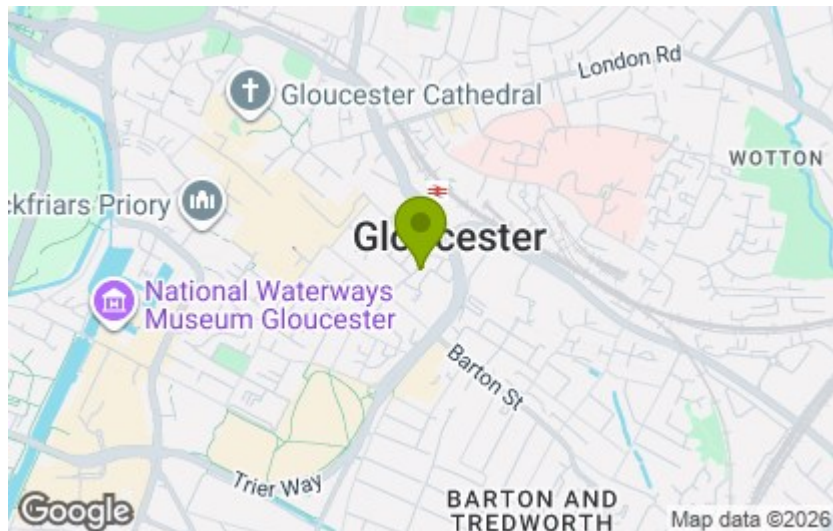 London Rd
Gloucester Cathedral
WOTTON
ckfriars Priory
Gloucester
National Waterways
Museum Gloucester
Barton St
Trier Way
BARTON AND
TREDWORTH
Google
Map data ©2026